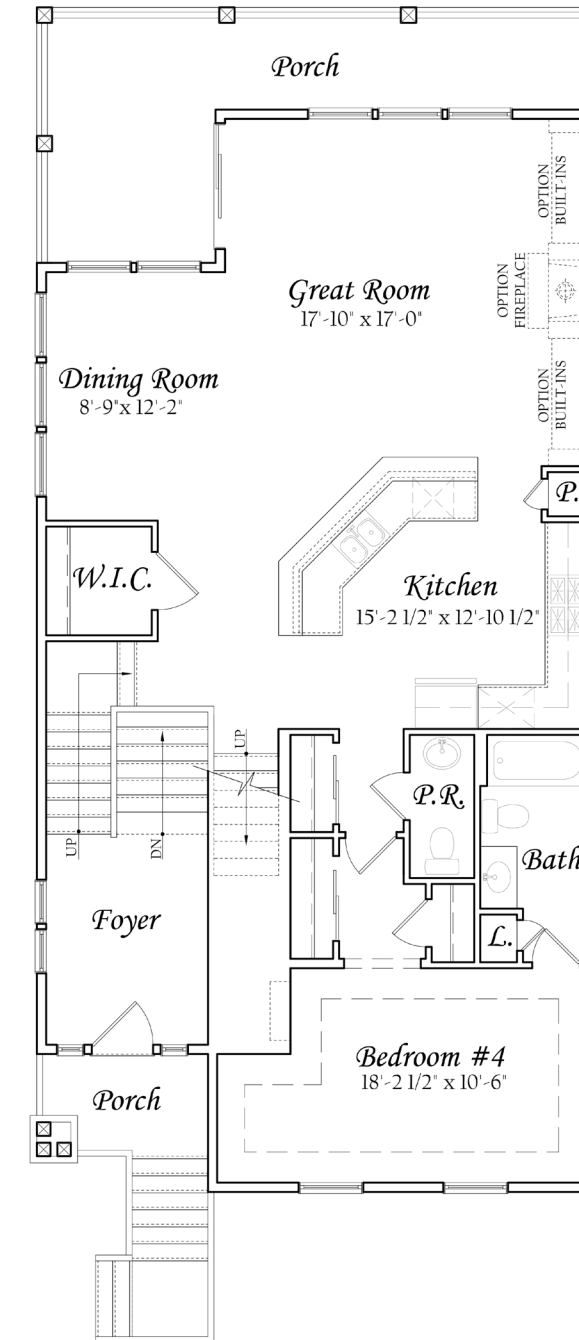 Porch
OPTION
BUILT-INS
Great Room
17'-10" x 17'-0"
OPTION
FIREPLACE
Dining Room
8'-9"x 12'-2"
OPTION
BUILT-INS
P.
W.I.C.
Kitchen
15'-2 1/2" x 12'-10 1/2"
UP
P.R.
UP
DN
Bath
Foyer
L.
Bedroom #4
18'-2 1/2" x 10'-6"
Porch